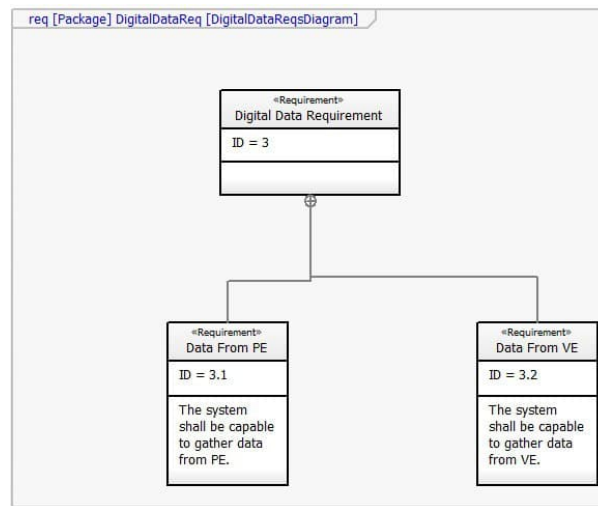 req [Package] DigitalDataReq [DigitalDataReqsDiagram]
«Requirement»
Digital Data Requirement
ID = 3
«Requirement»
Data From PE
ID = 3.1
The system
shall be capable
to gather data
from PE.
«Requirement»
Data From VE
ID = 3.2
The system
shall be capable
to gather data
from VE.